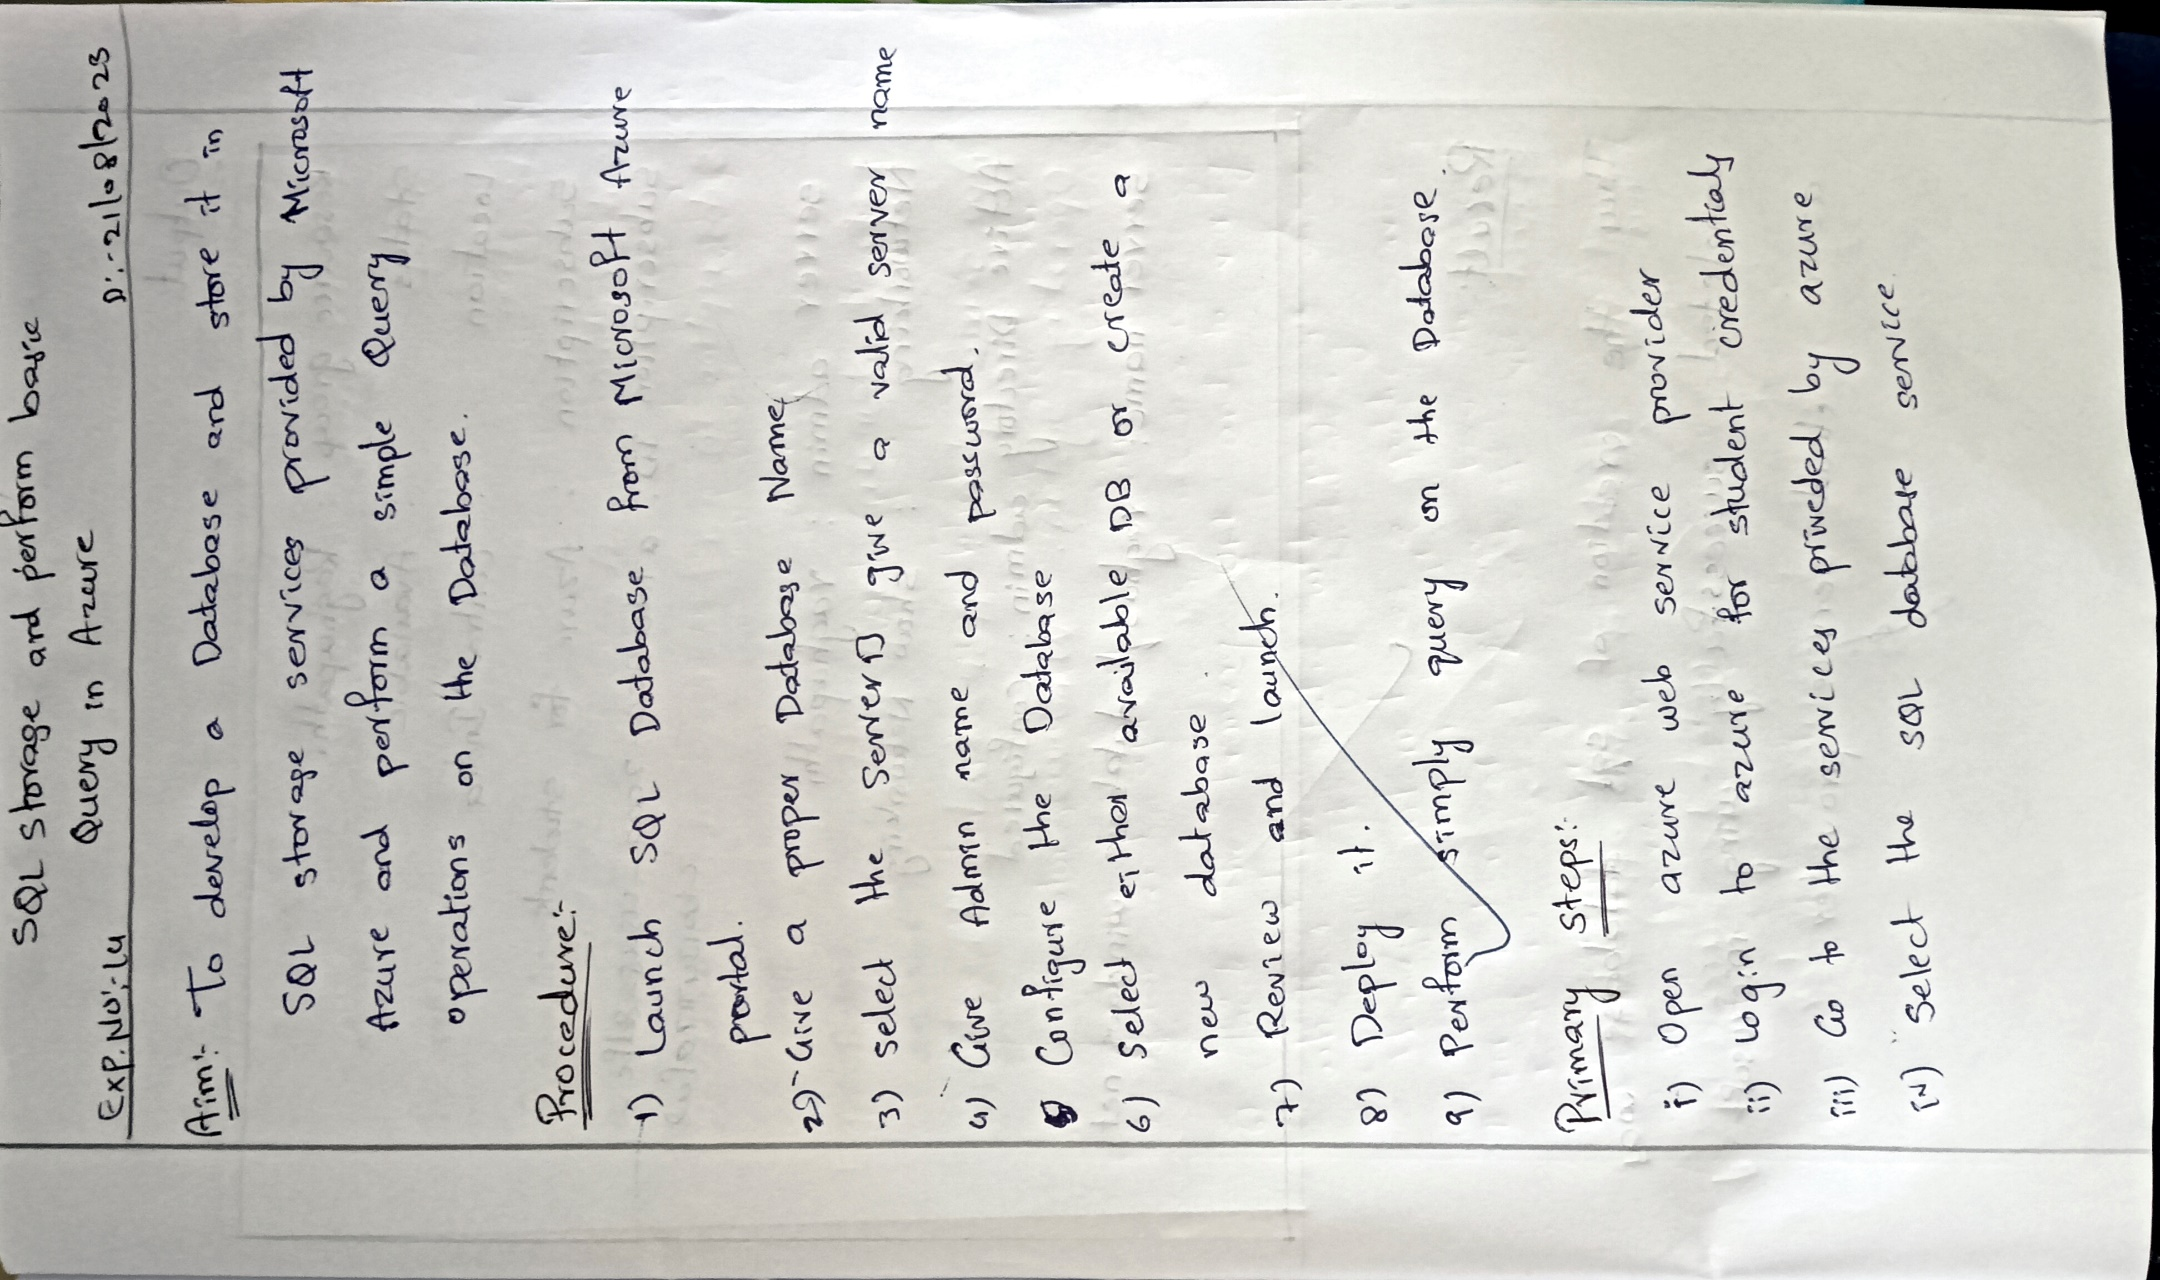 SQL storage and perform basic
Query in Azure
Exp.No:-14 D:-21/08/2023
Aim:- To develop a Database and store it in
SQL storage services provided by Microsoft
Azure and perform a simple Query
operations on the Database.
Procedure:-
1) Launch SQL Database from Microsoft Azure
portal.
2) Give a proper Database Name
3) select the Server give a valid server name
4) Give Admin name and password.
Configure the Database
6) Select either available DB or create a
new database.
7) Review and launch.
8) Deploy it.
9) Perform simply query on the Database.
Primary steps:-
i) Open azure web service provider
ii) Login to azure for student credentials
iii) Go to the services privded by azure
iv) Select the SQL database service.